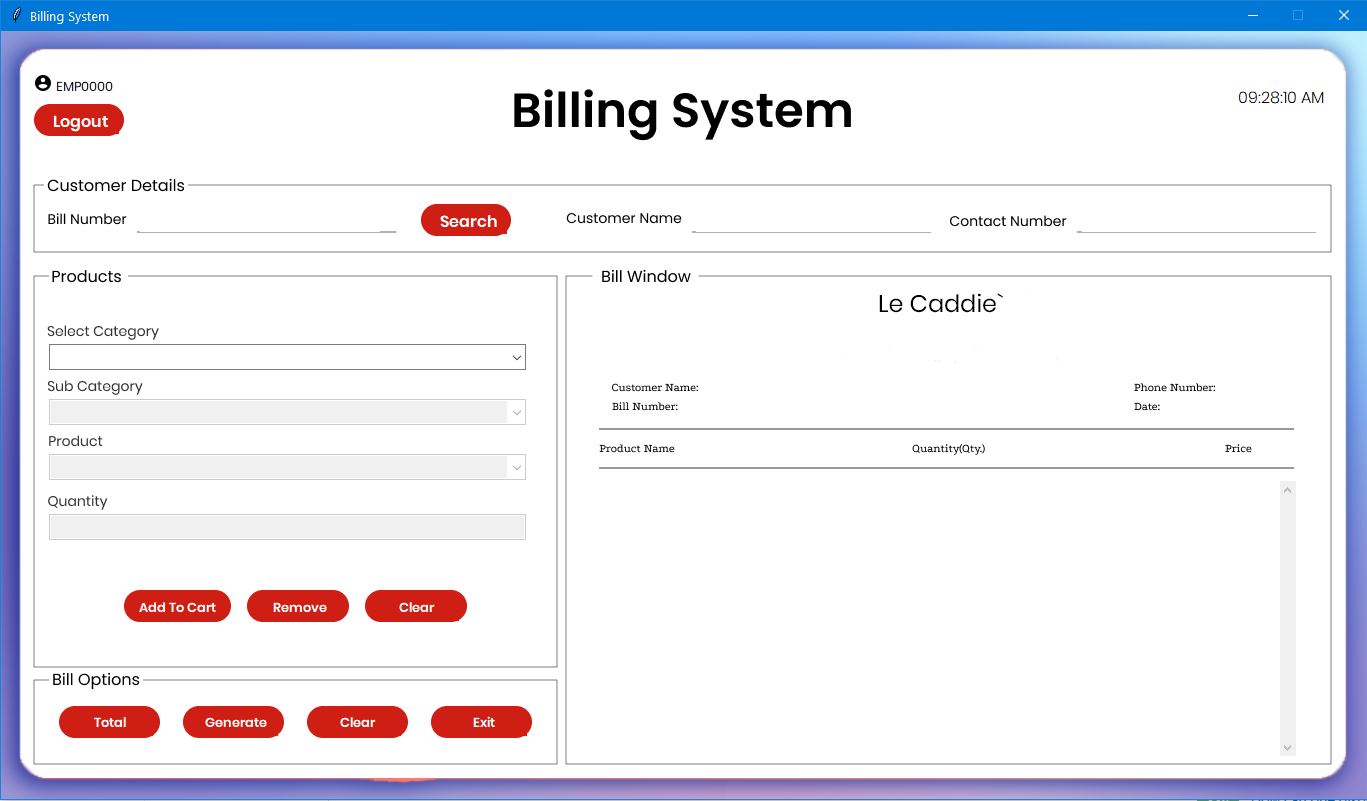 Billing System
EMP0000
Logout
Billing System
09:28:10 AM
Customer Details
Bill Number
Search
Customer Name
Contact Number
Products
Select Category
Sub Category
Product
Quantity
Add To Cart
Remove
Clear
Bill Options
Total
Generate
Clear
Exit
Bill Window
Le Caddie`
Customer Name:
Phone Number:
Bill Number:
Date:
Product Name
Quantity(Qty.)
Price